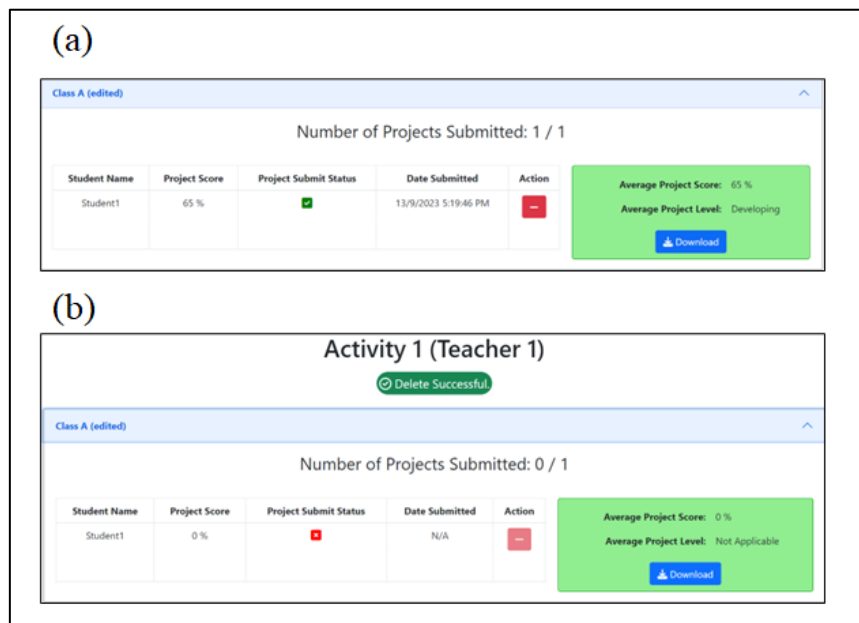 (a)
Class A (edited)
Number of Projects Submitted: 1 / 1
Student Name Project Score Project Submit Status Date Submitted Action
Student1 65 % 13/9/2023 5:19:46 PM
Average Project Score: 65 %
Average Project Level: Developing
Download
(b)
Activity 1 (Teacher 1)
Delete Successful.
Class A (edited)
Number of Projects Submitted: 0 / 1
Student Name Project Score Project Submit Status Date Submitted Action
Student1 0 % N/A
Average Project Score: 0 %
Average Project Level: Not Applicable
Download